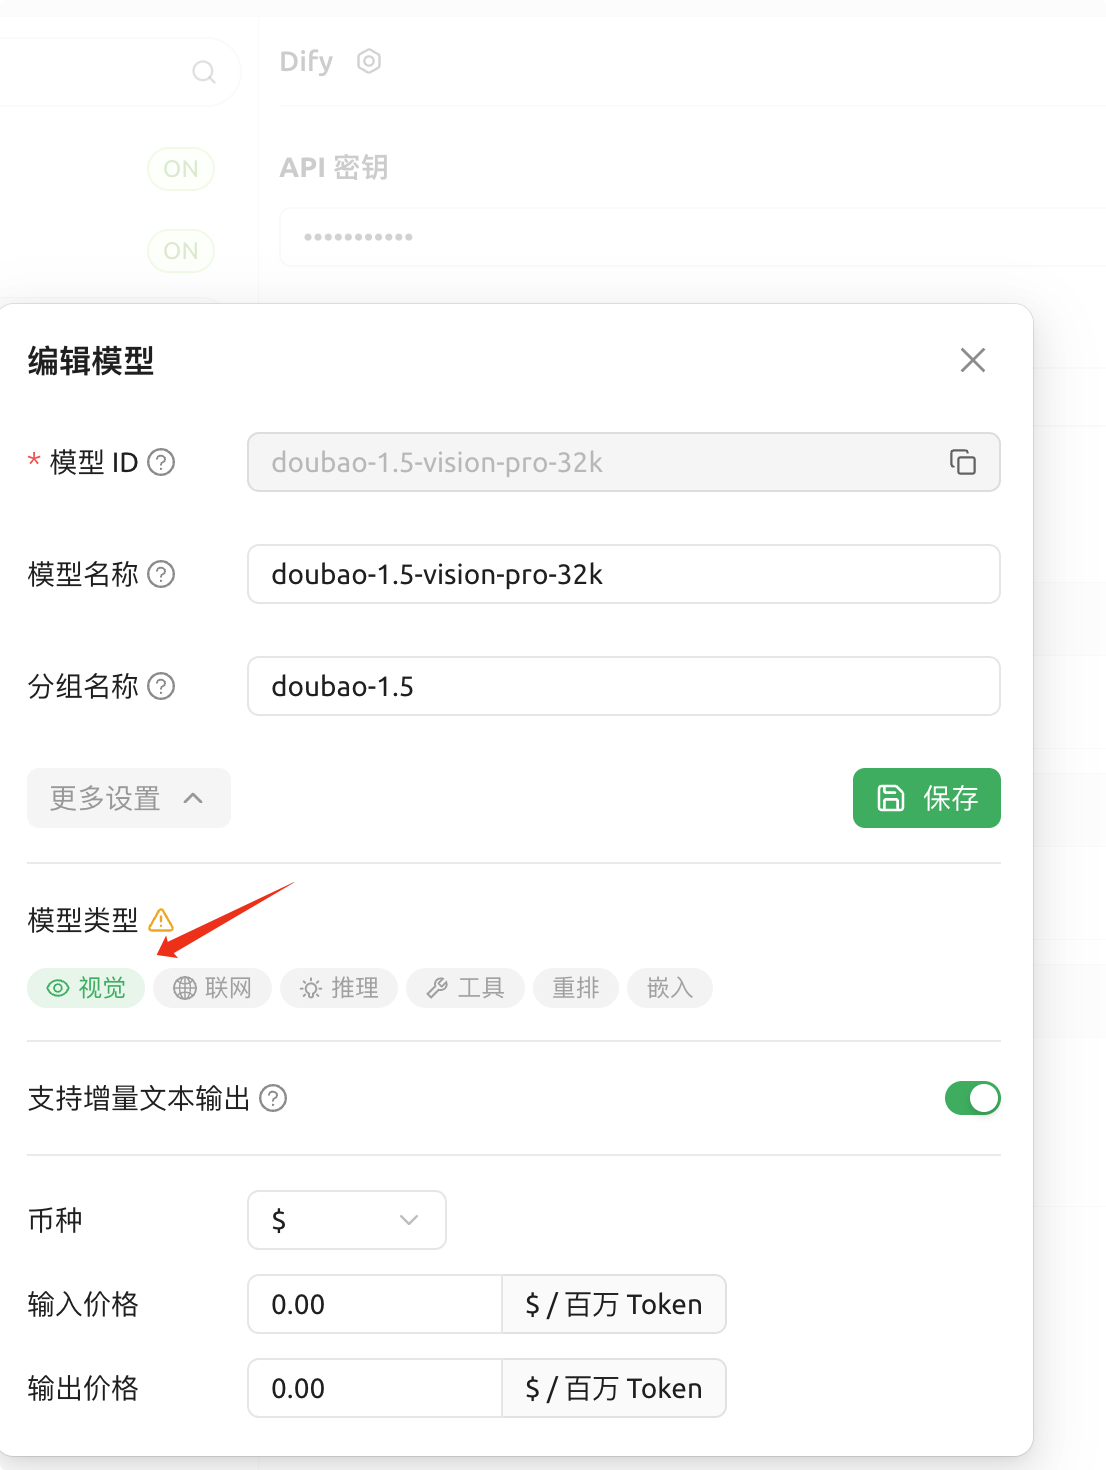 Dify
ON
API 密钥
•••••••••••
ON
编辑模型
* 模型 ID
doubao-1.5-vision-pro-32k
模型名称
doubao-1.5-vision-pro-32k
分组名称
doubao-1.5
更多设置
保存
模型类型
视觉 联网 推理 工具 重排 嵌入
支持增量文本输出
币种
$
输入价格
0.00 $ / 百万 Token
输出价格
0.00 $ / 百万 Token